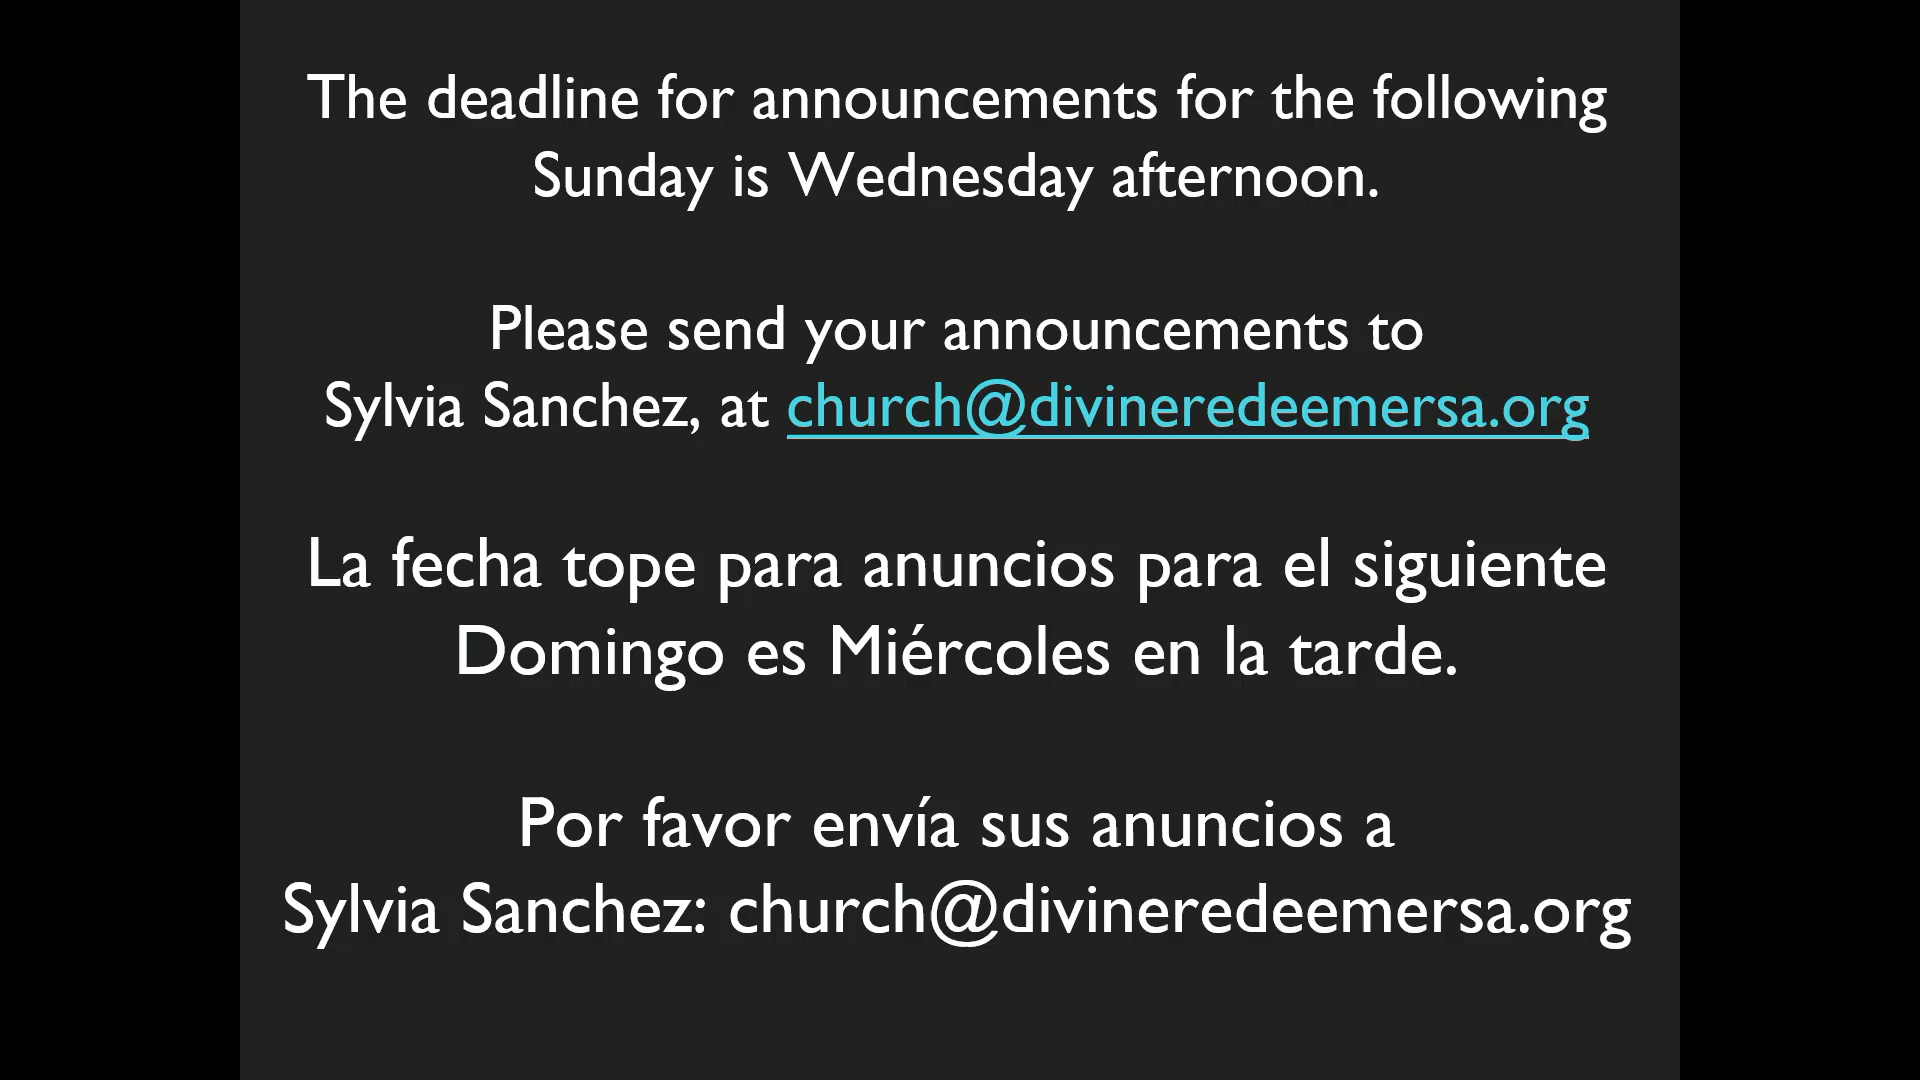 The deadline for announcements for the following
Sunday is Wednesday afternoon.
Please send your announcements to
Sylvia Sanchez, at church@divineredeemersa.org
La fecha tope para anuncios para el siguiente
Domingo es Miércoles en la tarde.
Por favor envía sus anuncios a
Sylvia Sanchez: church@divineredeemersa.org